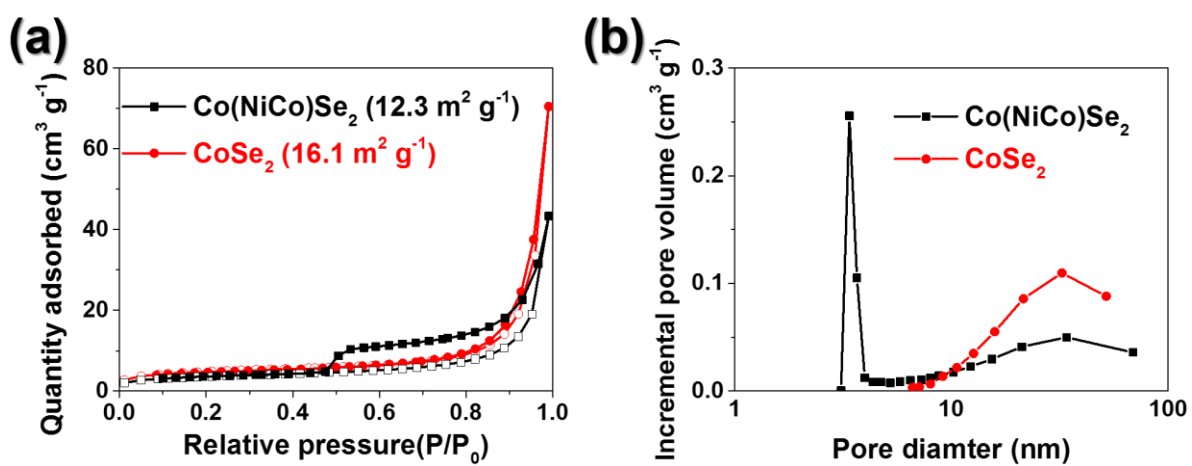 (a)
Quantity adsorbed (cm³ g⁻¹)
80
60
40
20
0
Co(NiCo)Se₂ (12.3 m² g⁻¹)
CoSe₂ (16.1 m² g⁻¹)
0.0 0.2 0.4 0.6 0.8 1.0
Relative pressure(P/P₀)
(b)
Incremental pore volume (cm³ g⁻¹)
0.3
0.2
0.1
0.0
Co(NiCo)Se₂
CoSe₂
1 10 100
Pore diamter (nm)